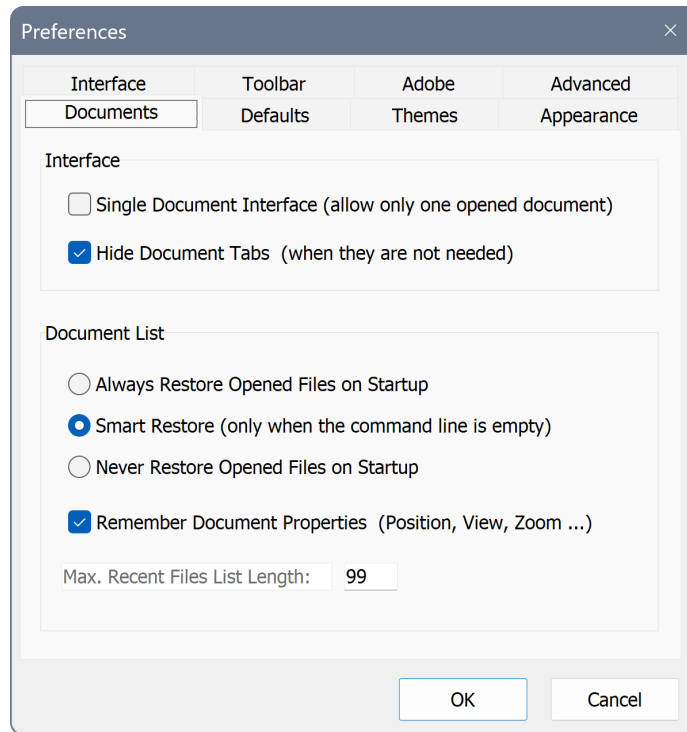 Preferences
Interface Toolbar Adobe Advanced
Documents Defaults Themes Appearance
Interface
Single Document Interface (allow only one opened document)
Hide Document Tabs  (when they are not needed)
Document List
Always Restore Opened Files on Startup
Smart Restore (only when the command line is empty)
Never Restore Opened Files on Startup
Remember Document Properties  (Position, View, Zoom ...)
Max. Recent Files List Length: 99
OK Cancel